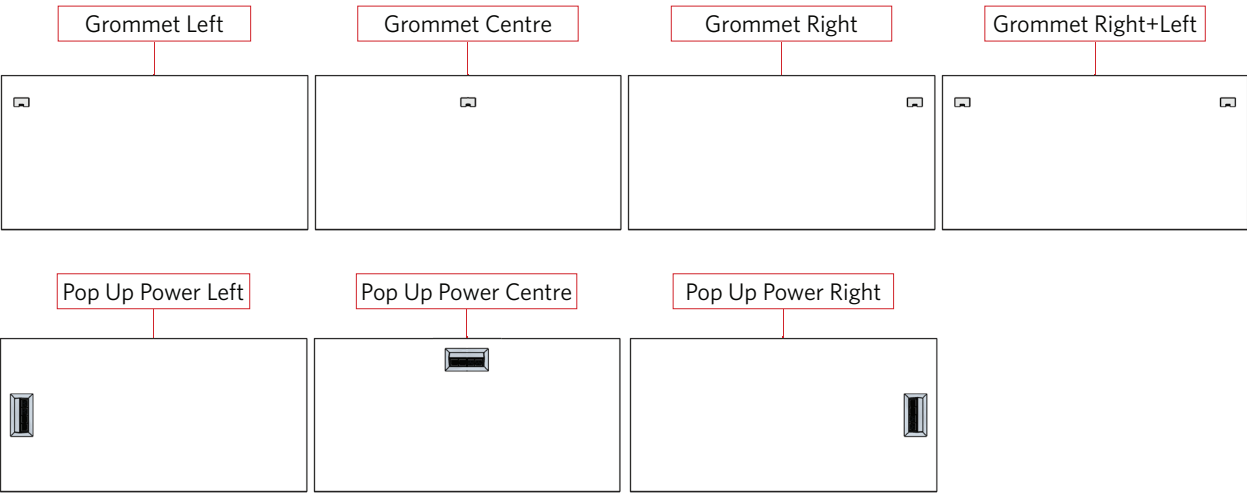 Grommet Left
Grommet Centre
Grommet Right
Grommet Right+Left
Pop Up Power Left
Pop Up Power Centre
Pop Up Power Right